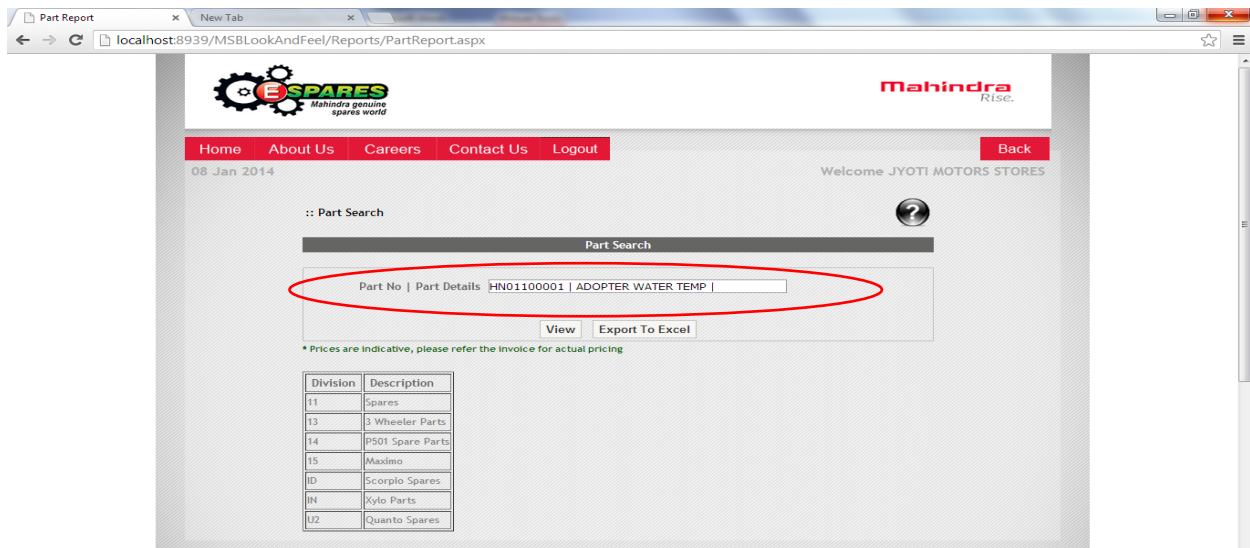 Part Report
New Tab
localhost:8939/MSBLookAndFeel/Reports/PartReport.aspx
ESPARES
Mahindra genuine
spares world
Mahindra
Rise.
Home About Us Careers Contact Us Logout Back
08 Jan 2014 Welcome JYOTI MOTORS STORES
:: Part Search
?
Part Search
Part No | Part Details HN01100001 | ADOPTER WATER TEMP |
View Export To Excel
* Prices are indicative, please refer the invoice for actual pricing
Division Description
11 Spares
13 3 Wheeler Parts
14 P501 Spare Parts
15 Maximo
ID Scorpio Spares
IN Xylo Parts
U2 Quanto Spares